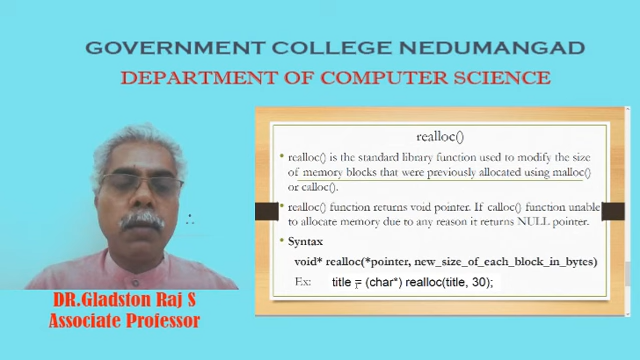 GOVERNMENT COLLEGE NEDUMANGAD
DEPARTMENT OF COMPUTER SCIENCE
realloc()
• realloc() is the standard library function used to modify the size
of memory blocks that were previously allocated using malloc()
or calloc().
• realloc() function returns void pointer. If calloc() function unable
to allocate memory due to any reason it returns NULL pointer.
• Syntax
void* realloc(*pointer, new_size_of_each_block_in_bytes)
Ex: title = (char*) realloc(title, 30);
DR.Gladston Raj S
Associate Professor